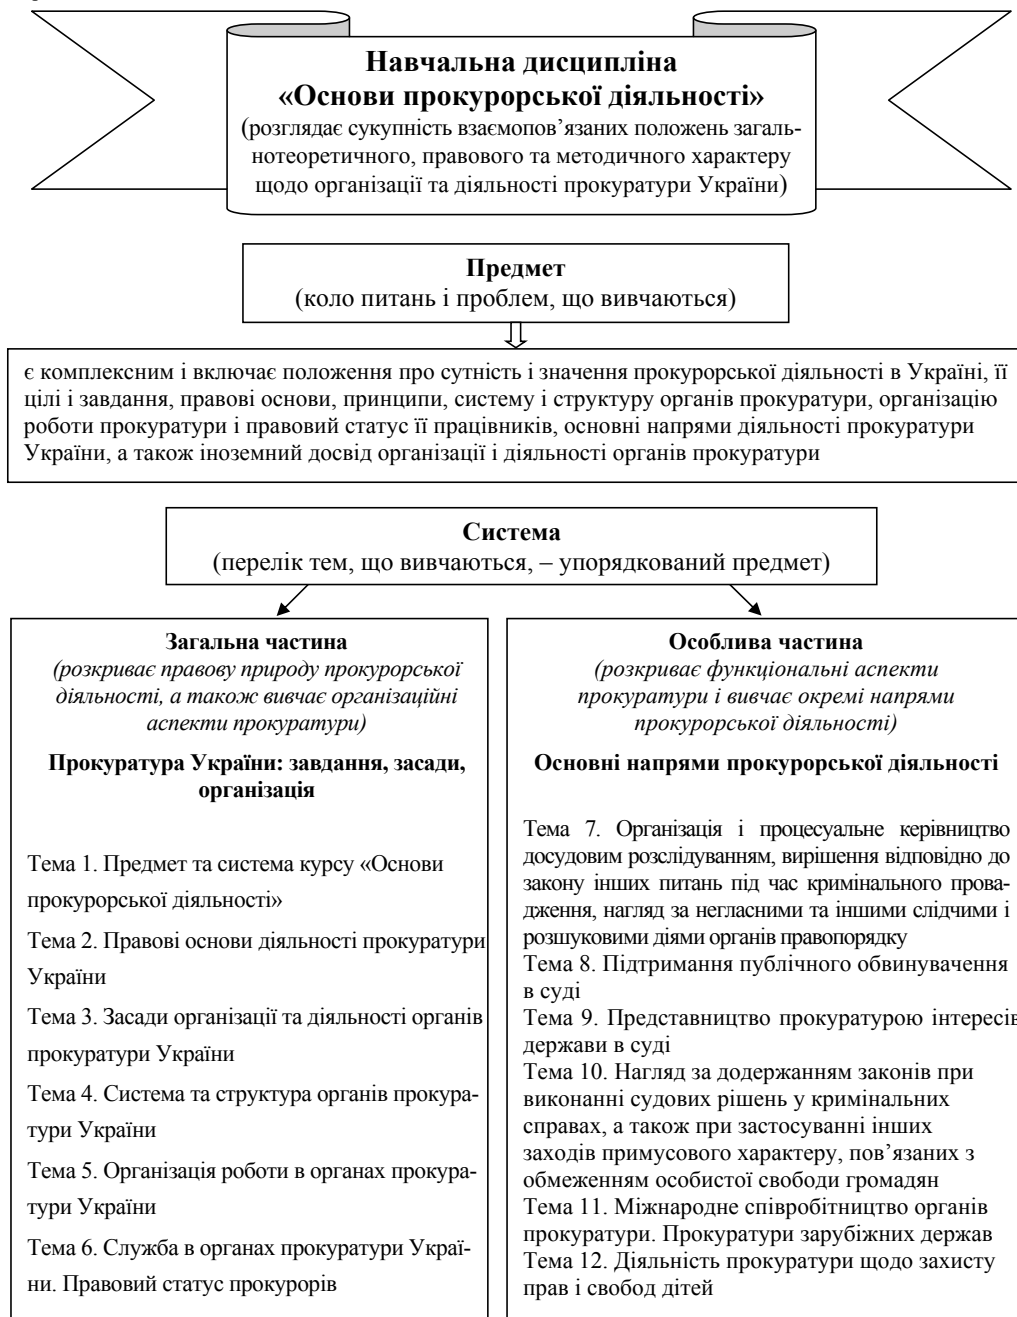 Навчальна дисципліна
«Основи прокурорської діяльності»
(розглядає сукупність взаємопов’язаних положень загаль-
нотеоретичного, правового та методичного характеру
щодо організації та діяльності прокуратури України)
Предмет
(коло питань і проблем, що вивчаються)
є комплексним і включає положення про сутність і значення прокурорської діяльності в Україні, її
цілі і завдання, правові основи, принципи, систему і структуру органів прокуратури, організацію
роботи прокуратури і правовий статус її працівників, основні напрями діяльності прокуратури
України, а також іноземний досвід організації і діяльності органів прокуратури
Система
(перелік тем, що вивчаються, – упорядкований предмет)
Загальна частина
(розкриває правову природу прокурорської
діяльності, а також вивчає організаційні
аспекти прокуратури)
Прокуратура України: завдання, засади,
організація
Тема 1. Предмет та система курсу «Основи
прокурорської діяльності»
Тема 2. Правові основи діяльності прокуратури
України
Тема 3. Засади організації та діяльності органів
прокуратури України
Тема 4. Система та структура органів прокура-
тури України
Тема 5. Організація роботи в органах прокура-
тури України
Тема 6. Служба в органах прокуратури Украї-
ни. Правовий статус прокурорів
Особлива частина
(розкриває функціональні аспекти
прокуратури і вивчає окремі напрями
прокурорської діяльності)
Основні напрями прокурорської діяльності
Тема 7. Організація і процесуальне керівництво
досудовим розслідуванням, вирішення відповідно до
закону інших питань під час кримінального прова-
дження, нагляд за негласними та іншими слідчими і
розшуковими діями органів правопорядку
Тема 8. Підтримання публічного обвинувачення
в суді
Тема 9. Представництво прокуратурою інтересів
держави в суді
Тема 10. Нагляд за додержанням законів при
виконанні судових рішень у кримінальних
справах, а також при застосуванні інших
заходів примусового характеру, пов’язаних з
обмеженням особистої свободи громадян
Тема 11. Міжнародне співробітництво органів
прокуратури. Прокуратури зарубіжних держав
Тема 12. Діяльність прокуратури щодо захисту
прав і свобод дітей